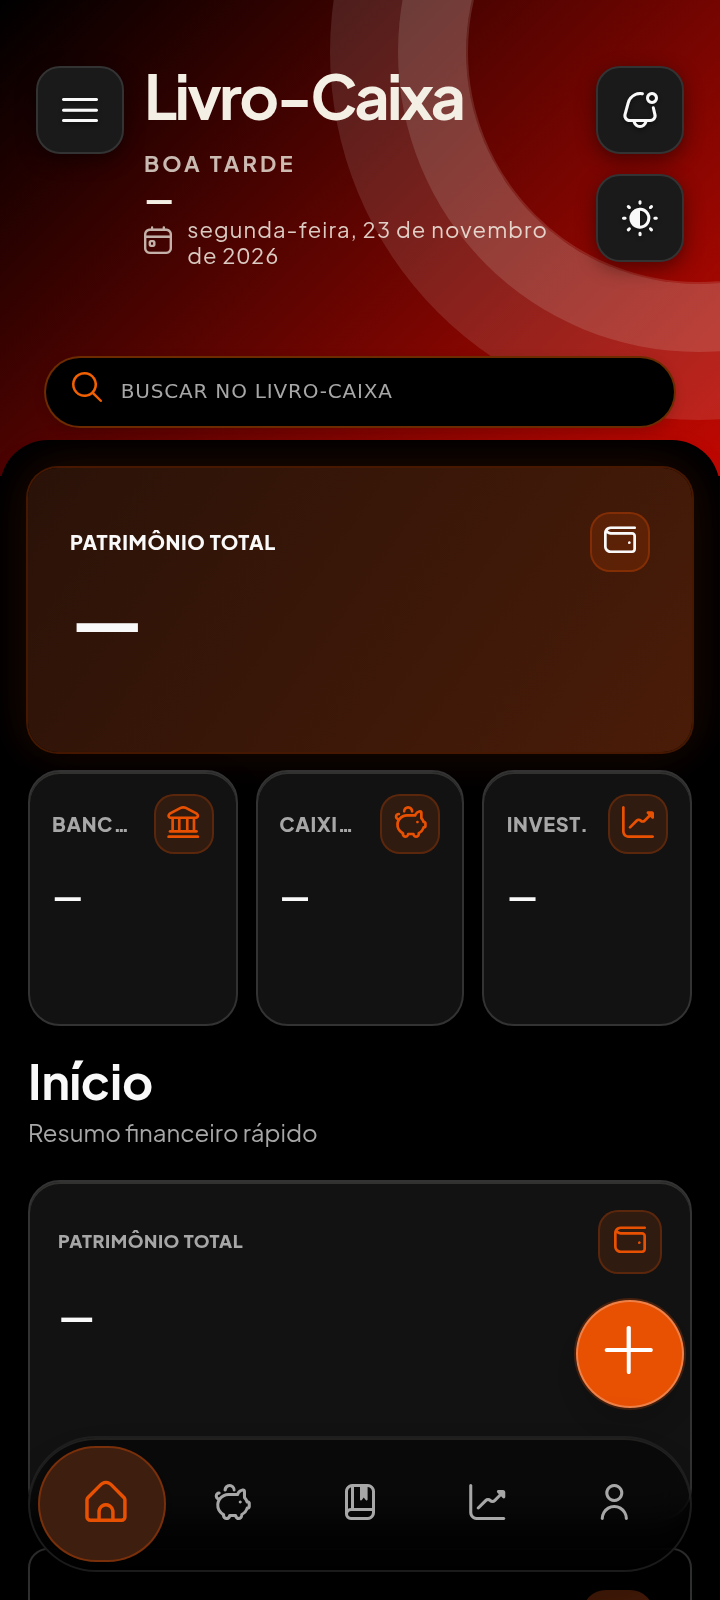 Livro-Caixa
BOA TARDE
—
segunda-feira, 23 de novembro
de 2026
BUSCAR NO LIVRO-CAIXA
PATRIMÔNIO TOTAL
—
BANC…
CAIXI…
INVEST.
—
—
—
Início
Resumo financeiro rápido
PATRIMÔNIO TOTAL
—